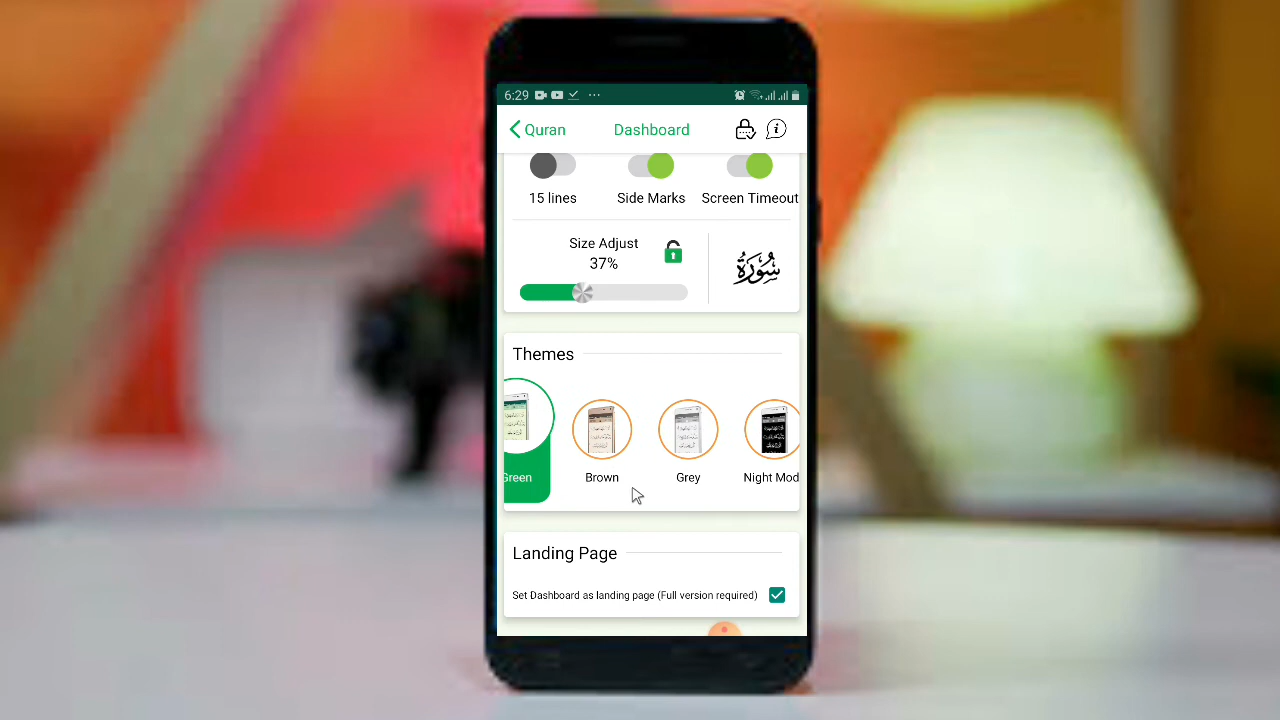 6:29
Quran Dashboard
15 lines Side Marks Screen Timeout
Size Adjust
37%
سُورَةٌ
Themes
Green Brown Grey Night Mod
Landing Page
Set Dashboard as landing page (Full version required)